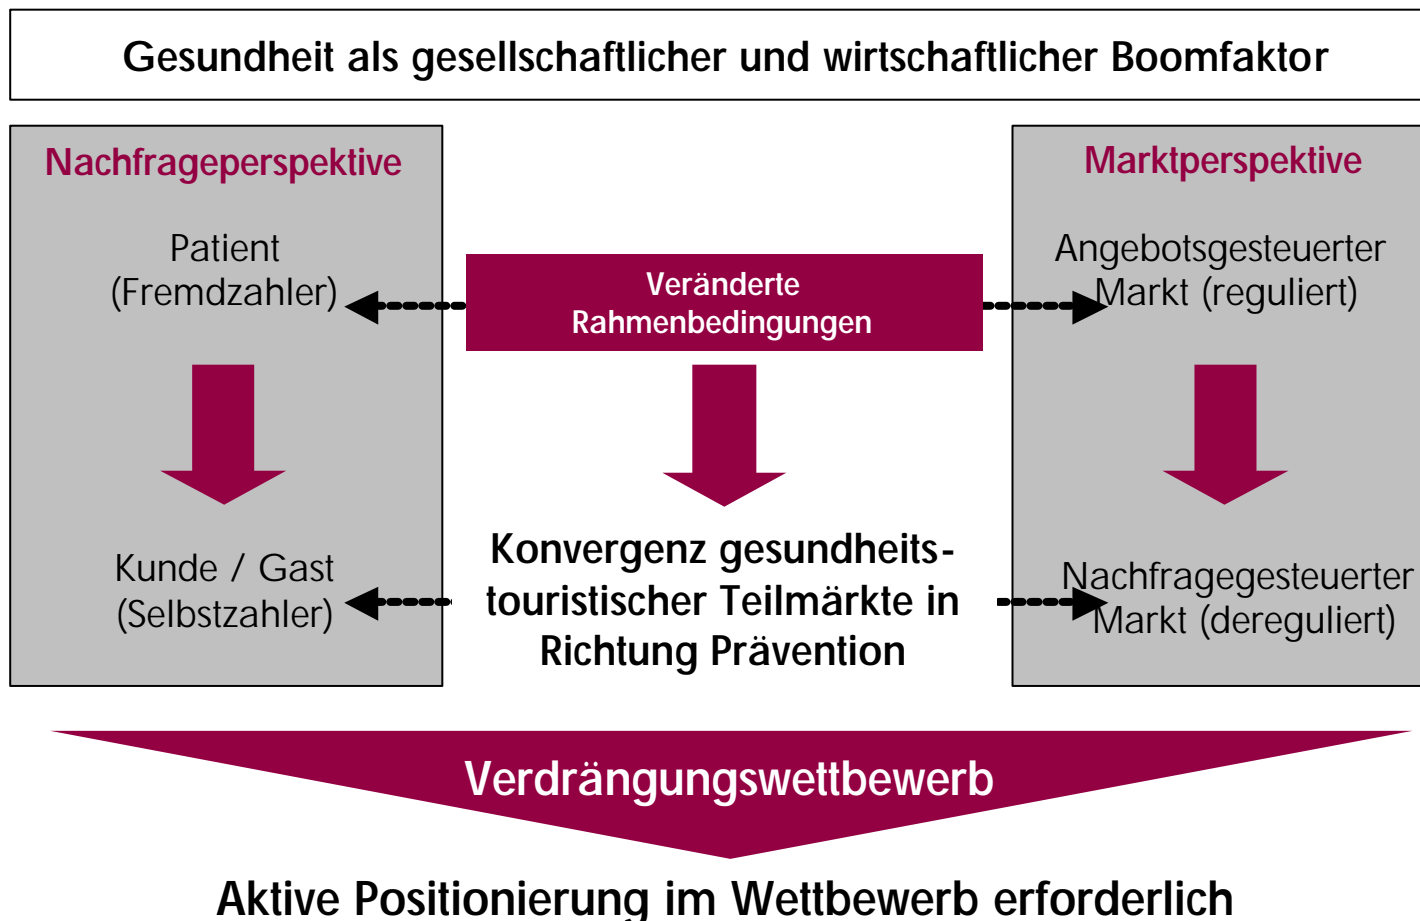 Gesundheit als gesellschaftlicher und wirtschaftlicher Boomfaktor
Nachfrageperspektive
Patient
(Fremdzahler)
Kunde / Gast
(Selbstzahler)
Veränderte
Rahmenbedingungen
Konvergenz gesundheits-
touristischer Teilmärkte in
Richtung Prävention
Marktperspektive
Angebotsgesteuerter
Markt (reguliert)
Nachfragegesteuerter
Markt (dereguliert)
Verdrängungswettbewerb
Aktive Positionierung im Wettbewerb erforderlich